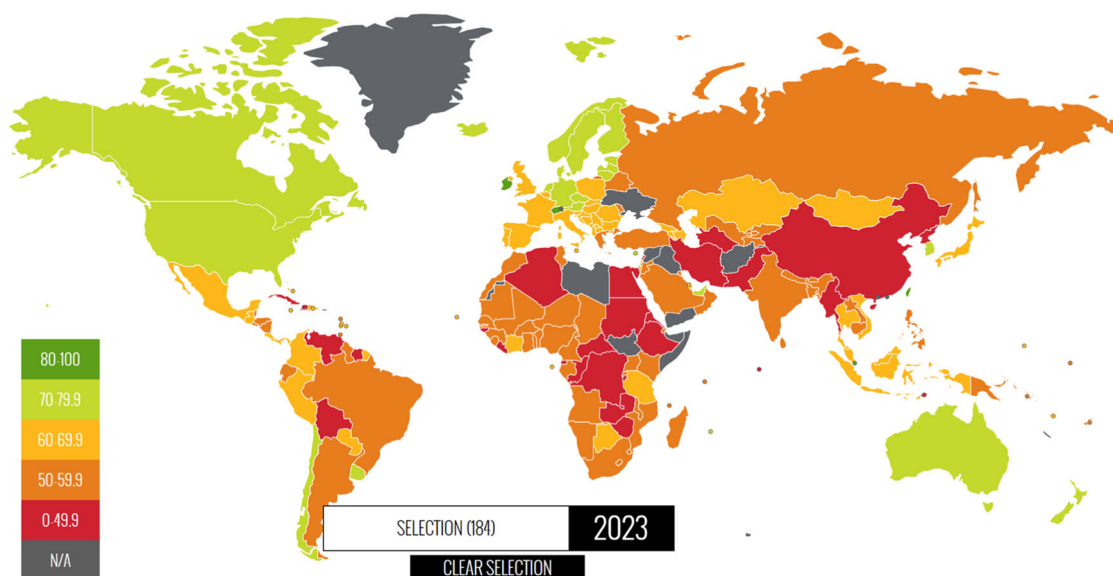 80-100
70-79.9
60-69.9
50-59.9
0-49.9
N/A
SELECTION (184)
2023
CLEAR SELECTION